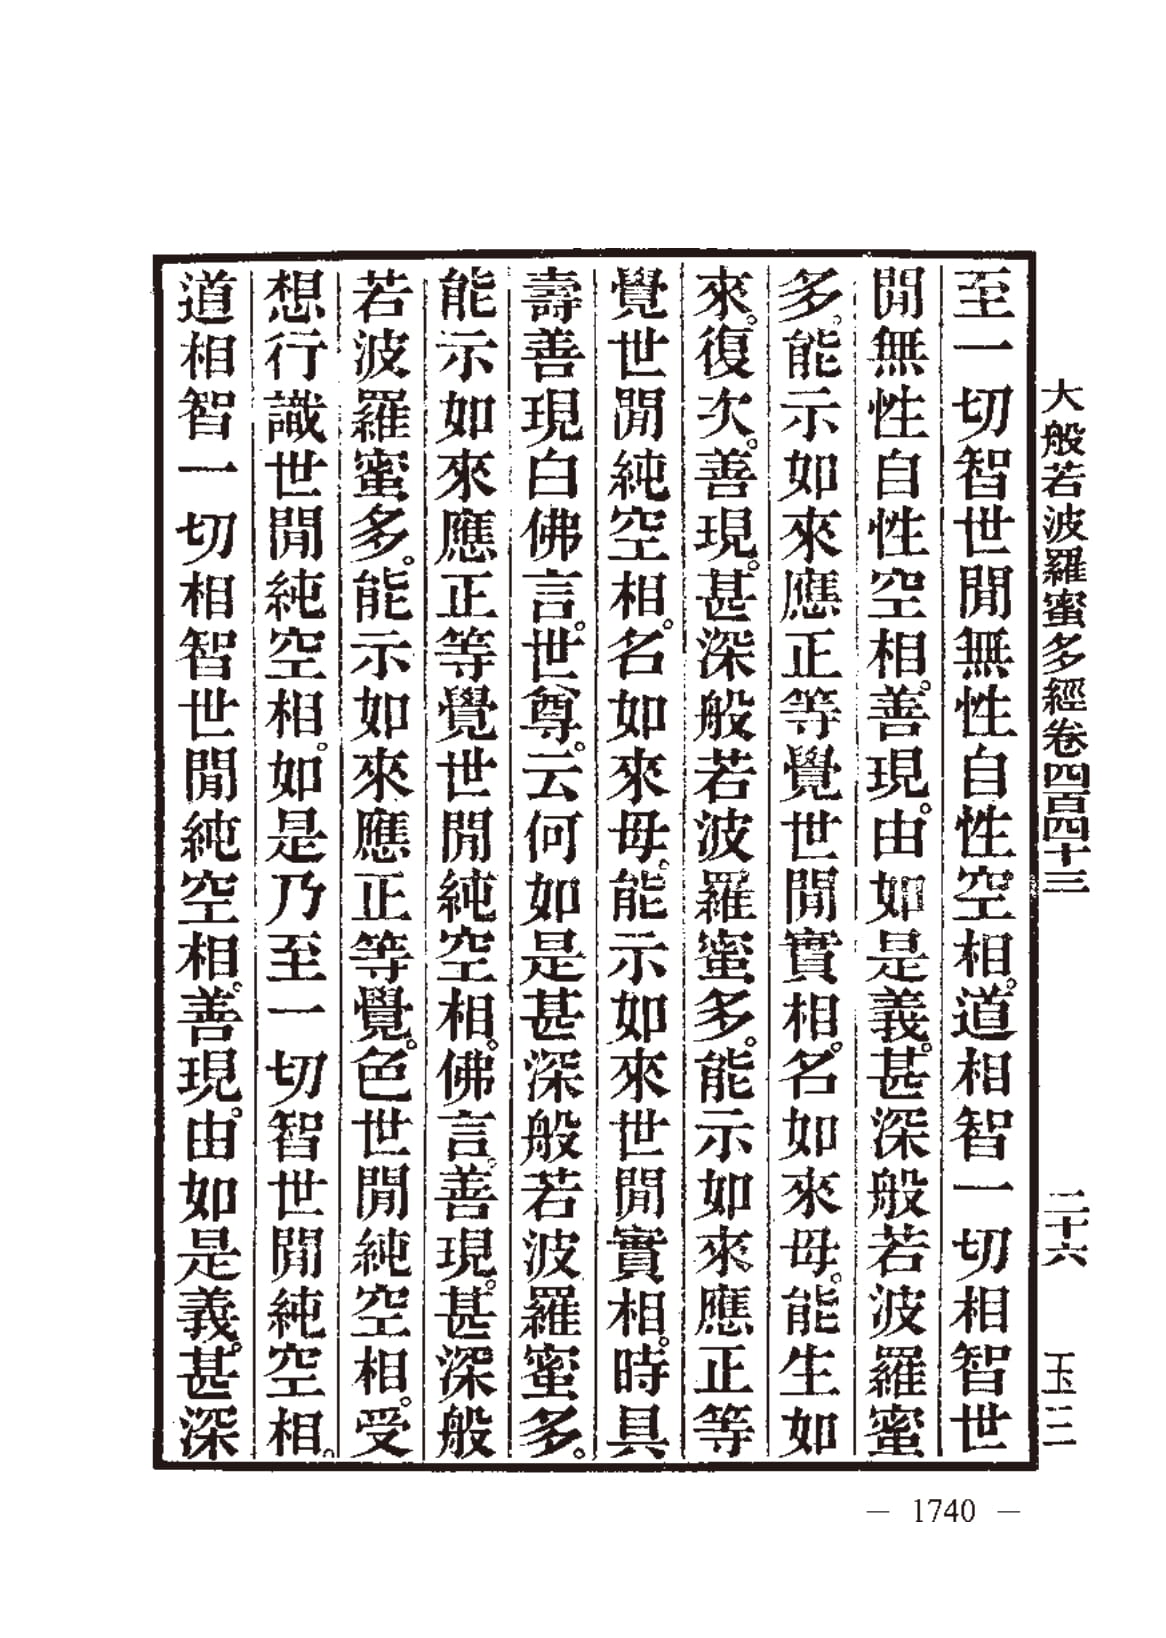 大般若波羅蜜多經卷四百四十三 二十六 玉三
至一切智世閒無性自性空相。道相智一切相智世
閒無性自性空相。善現。由如是義。甚深般若波羅蜜
多。能示如來應正等覺世閒實相。名如來母。能生如
來。復次。善現。甚深般若波羅蜜多。能示如來應正等
覺世閒純空相。名如來母。能示如來世閒實相。時具
壽善現白佛言。世尊。云何如是甚深般若波羅蜜多。
能示如來應正等覺世閒純空相。佛言。善現。甚深般
若波羅蜜多。能示如來應正等覺。色世閒純空相。受
想行識世閒純空相。如是乃至一切智世閒純空相。
道相智一切相智世閒純空相。善現。由如是義。甚深
— 1740 —